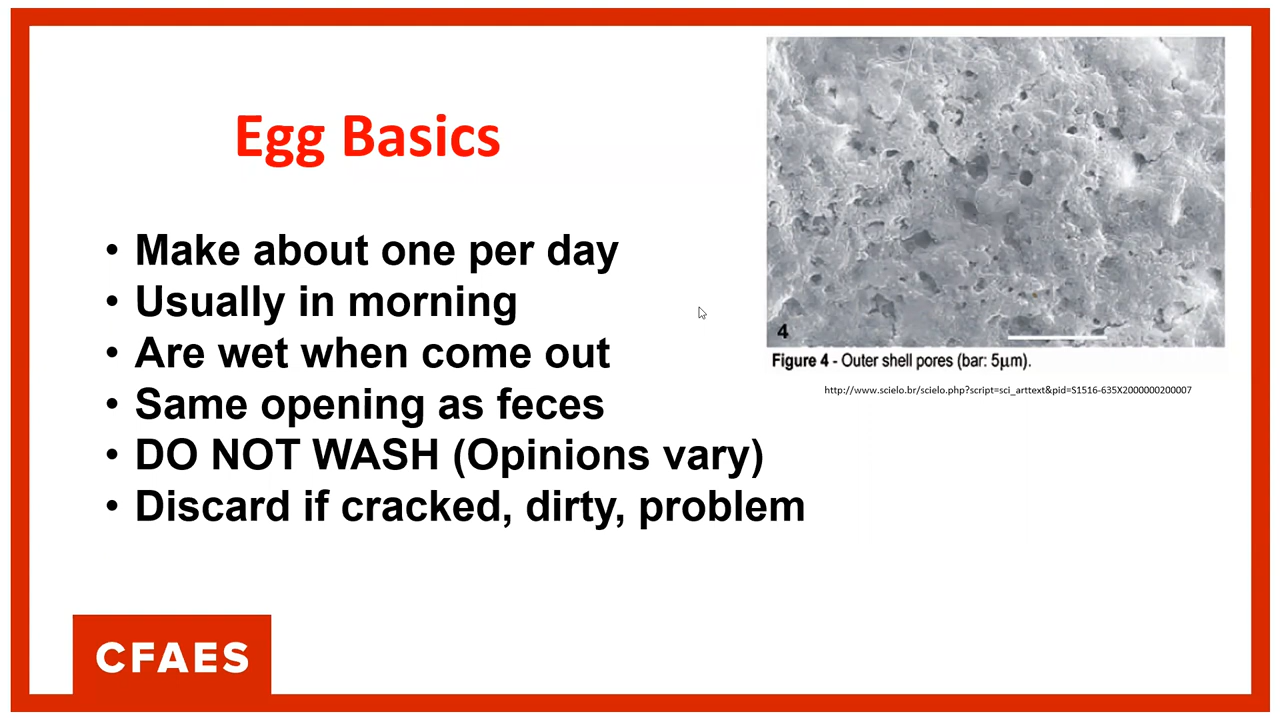 Egg Basics
• Make about one per day
• Usually in morning
• Are wet when come out
• Same opening as feces
• DO NOT WASH (Opinions vary)
• Discard if cracked, dirty, problem
4
Figure 4 - Outer shell pores (bar: 5μm).
http://www.scielo.br/scielo.php?script=sci_arttext&pid=S1516-635X2000000200007
CFAES